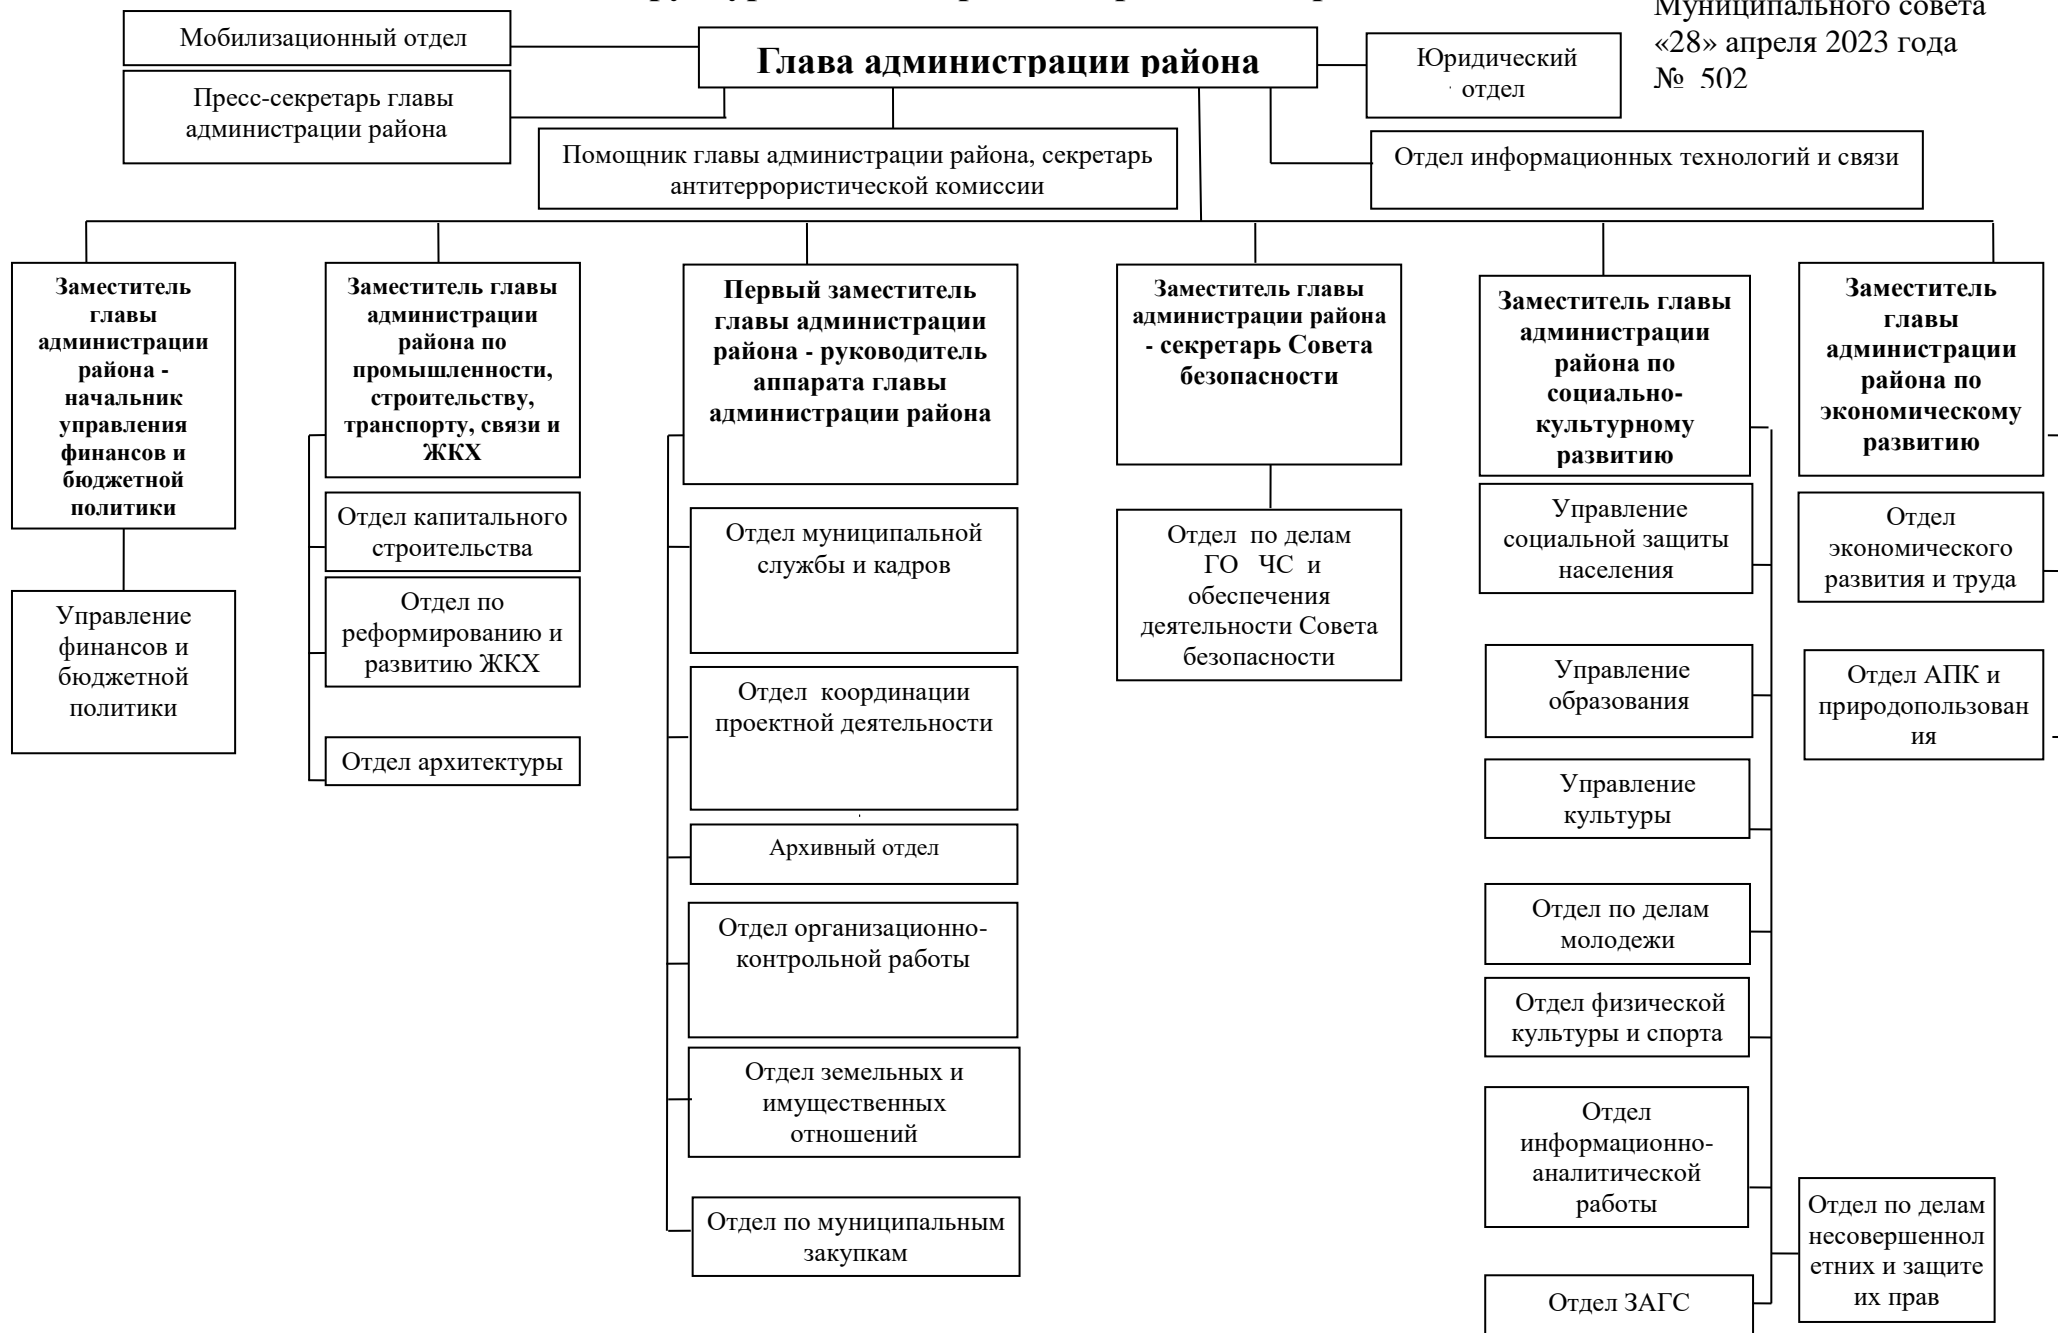 Муниципального совета
«28» апреля 2023 года
№ 502
Мобилизационный отдел
Глава администрации района
Юридический
отдел
Пресс-секретарь главы
администрации района
Помощник главы администрации района, секретарь
антитеррористической комиссии
Отдел информационных технологий и связи
Заместитель
главы
администрации
района -
начальник
управления
финансов и
бюджетной
политики
Управление
финансов и
бюджетной
политики
Заместитель главы
администрации
района по
промышленности,
строительству,
транспорту, связи и
ЖКХ
Отдел капитального
строительства
Отдел по
реформированию и
развитию ЖКХ
Отдел архитектуры
Первый заместитель
главы администрации
района - руководитель
аппарата главы
администрации района
Отдел муниципальной
службы и кадров
Отдел координации
проектной деятельности
Архивный отдел
Отдел организационно-
контрольной работы
Отдел земельных и
имущественных
отношений
Отдел по муниципальным
закупкам
Заместитель главы
администрации района
- секретарь Совета
безопасности
Отдел по делам
ГО ЧС и
обеспечения
деятельности Совета
безопасности
Заместитель главы
администрации
района по
социально-
культурному
развитию
Управление
социальной защиты
населения
Управление
образования
Управление
культуры
Отдел по делам
молодежи
Отдел физической
культуры и спорта
Отдел
информационно-
аналитической
работы
Отдел ЗАГС
Отдел по делам
несовершеннол
етних и защите
их прав
Заместитель
главы
администрации
района по
экономическому
развитию
Отдел
экономического
развития и труда
Отдел АПК и
природопользован
ия